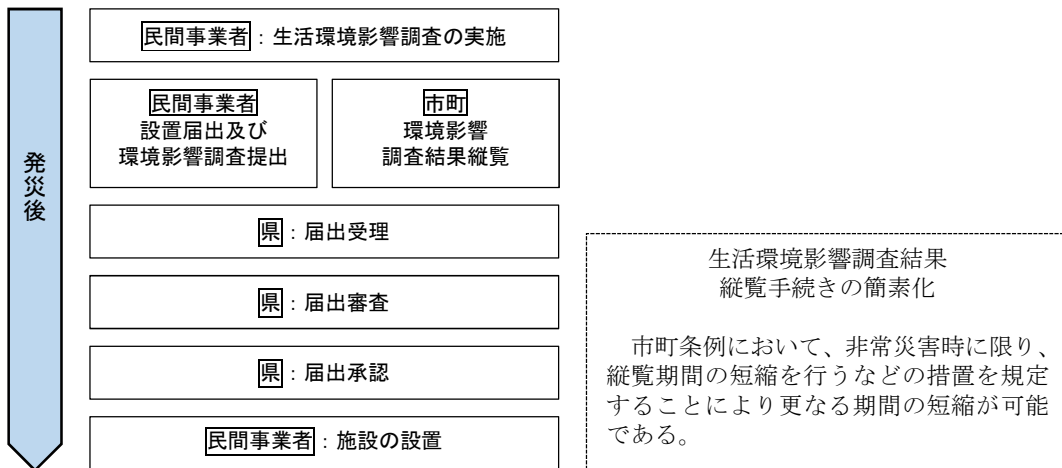 発災後
民間事業者：生活環境影響調査の実施
民間事業者
設置届出及び
環境影響調査提出
市町
環境影響
調査結果縦覧
県：届出受理
県：届出審査
県：届出承認
民間事業者：施設の設置
生活環境影響調査結果
縦覧手続きの簡素化
市町条例において、非常災害時に限り、
縦覧期間の短縮を行うなどの措置を規定
することにより更なる期間の短縮が可能
である。